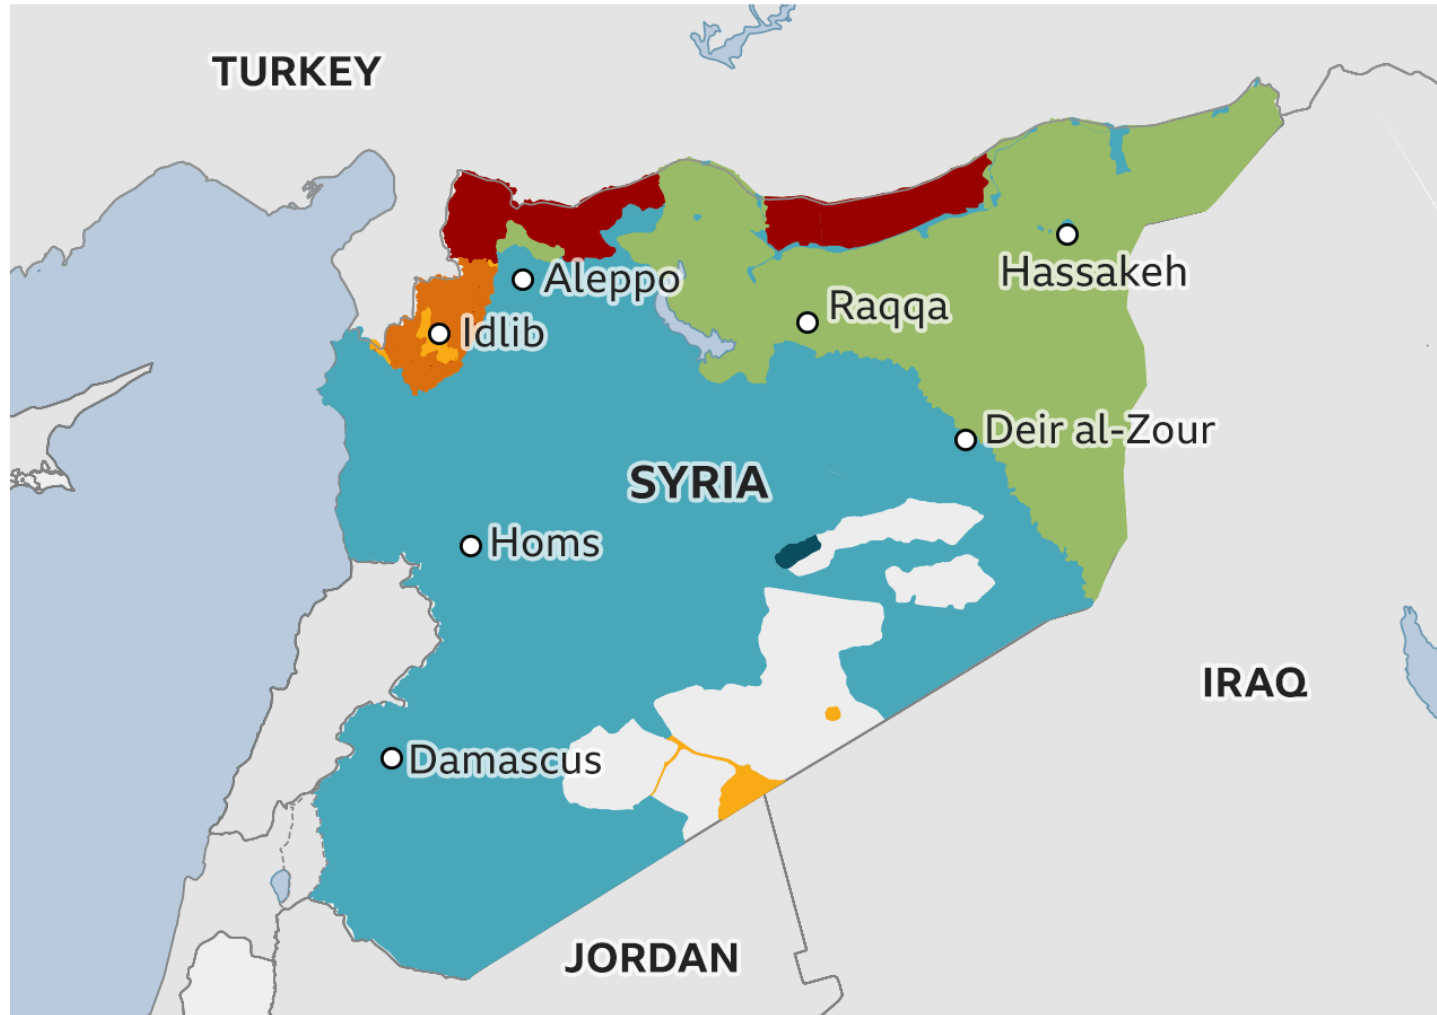 TURKEY
Aleppo
Hassakeh
Raqqa
Idlib
Deir al-Zour
SYRIA
Homs
IRAQ
Damascus
JORDAN